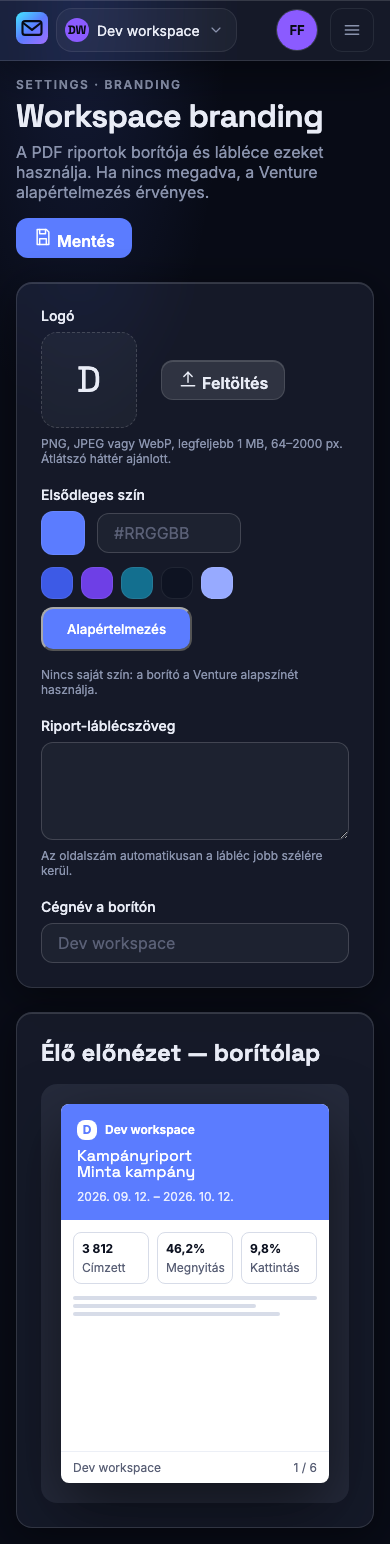 DW Dev workspace FF
SETTINGS · BRANDING
Workspace branding
A PDF riportok borítója és lábléce ezeket
használja. Ha nincs megadva, a Venture
alapértelmezés érvényes.
Mentés
Logó
D
Feltöltés
PNG, JPEG vagy WebP, legfeljebb 1 MB, 64–2000 px.
Átlátszó háttér ajánlott.
Elsődleges szín
#RRGGBB
Alapértelmezés
Nincs saját szín: a borító a Venture alapszínét
használja.
Riport-láblécszöveg
Az oldalszám automatikusan a lábléc jobb szélére
kerül.
Cégnév a borítón
Dev workspace
Élő előnézet — borítólap
D Dev workspace
Kampányriport
Minta kampány
2026. 09. 12. – 2026. 10. 12.
3 812 46,2% 9,8%
Címzett Megnyitás Kattintás
Dev workspace 1 / 6